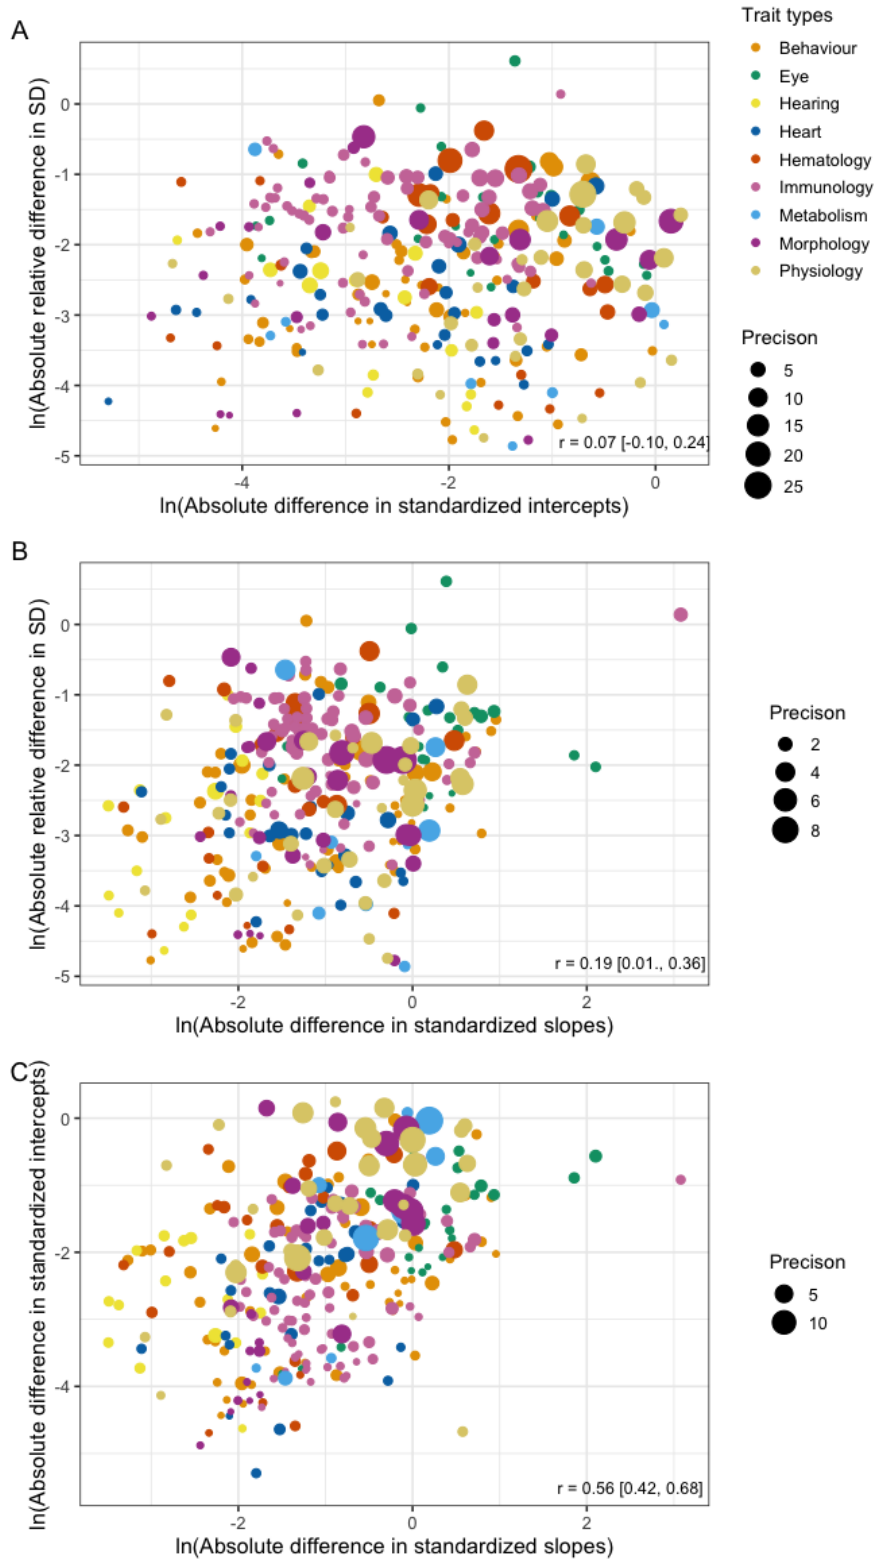 A
ln(Absolute relative difference in SD)
0
-1
-2
-3
-4
-5
r = 0.07 [-0.10, 0.24]
-4
-2
0
ln(Absolute difference in standardized intercepts)
Trait types
Behaviour
Eye
Hearing
Heart
Hematology
Immunology
Metabolism
Morphology
Physiology
Precison
5
10
15
20
25
B
ln(Absolute relative difference in SD)
0
-1
-2
-3
-4
-5
r = 0.19 [0.01., 0.36]
-2
0
2
ln(Absolute difference in standardized slopes)
Precison
2
4
6
8
C
ln(Absolute difference in standardized intercepts)
0
-2
-4
r = 0.56 [0.42, 0.68]
-2
0
2
ln(Absolute difference in standardized slopes)
Precison
5
10